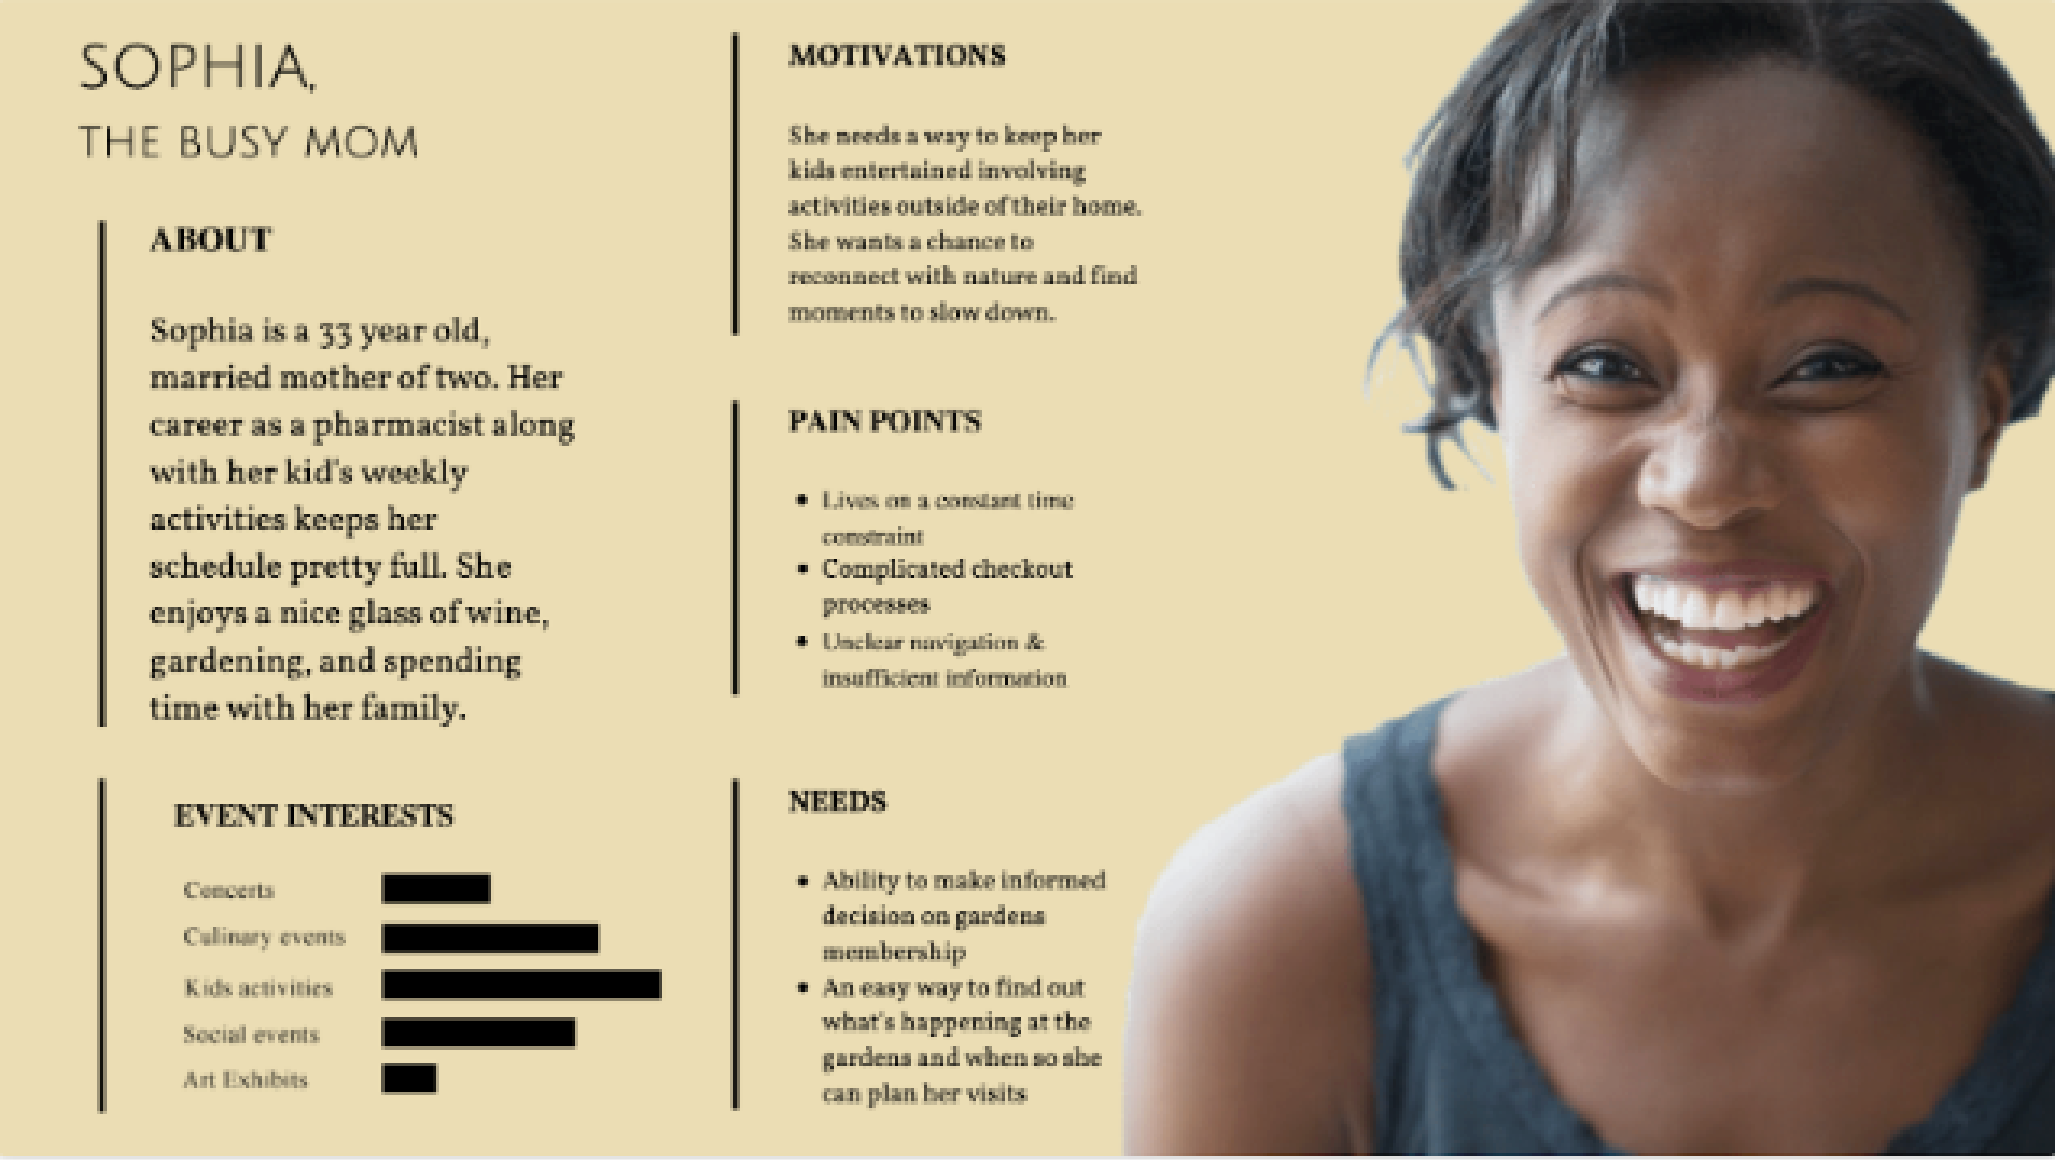 SOPHIA,
THE BUSY MOM
ABOUT
Sophia is a 33 year old,
married mother of two. Her
career as a pharmacist along
with her kid's weekly
activities keeps her
schedule pretty full. She
enjoys a nice glass of wine,
gardening, and spending
time with her family.
EVENT INTERESTS
Concerts
Culinary events
Kids activities
Social events
Art Exhibits
MOTIVATIONS
She needs a way to keep her
kids entertained involving
activities outside of their home.
She wants a chance to
reconnect with nature and find
moments to slow down.
PAIN POINTS
• Lives on a constant time
constraint
• Complicated checkout
processes
• Unclear navigation &
insufficient information
NEEDS
• Ability to make informed
decision on gardens
membership
• An easy way to find out
what's happening at the
gardens and when so she
can plan her visits